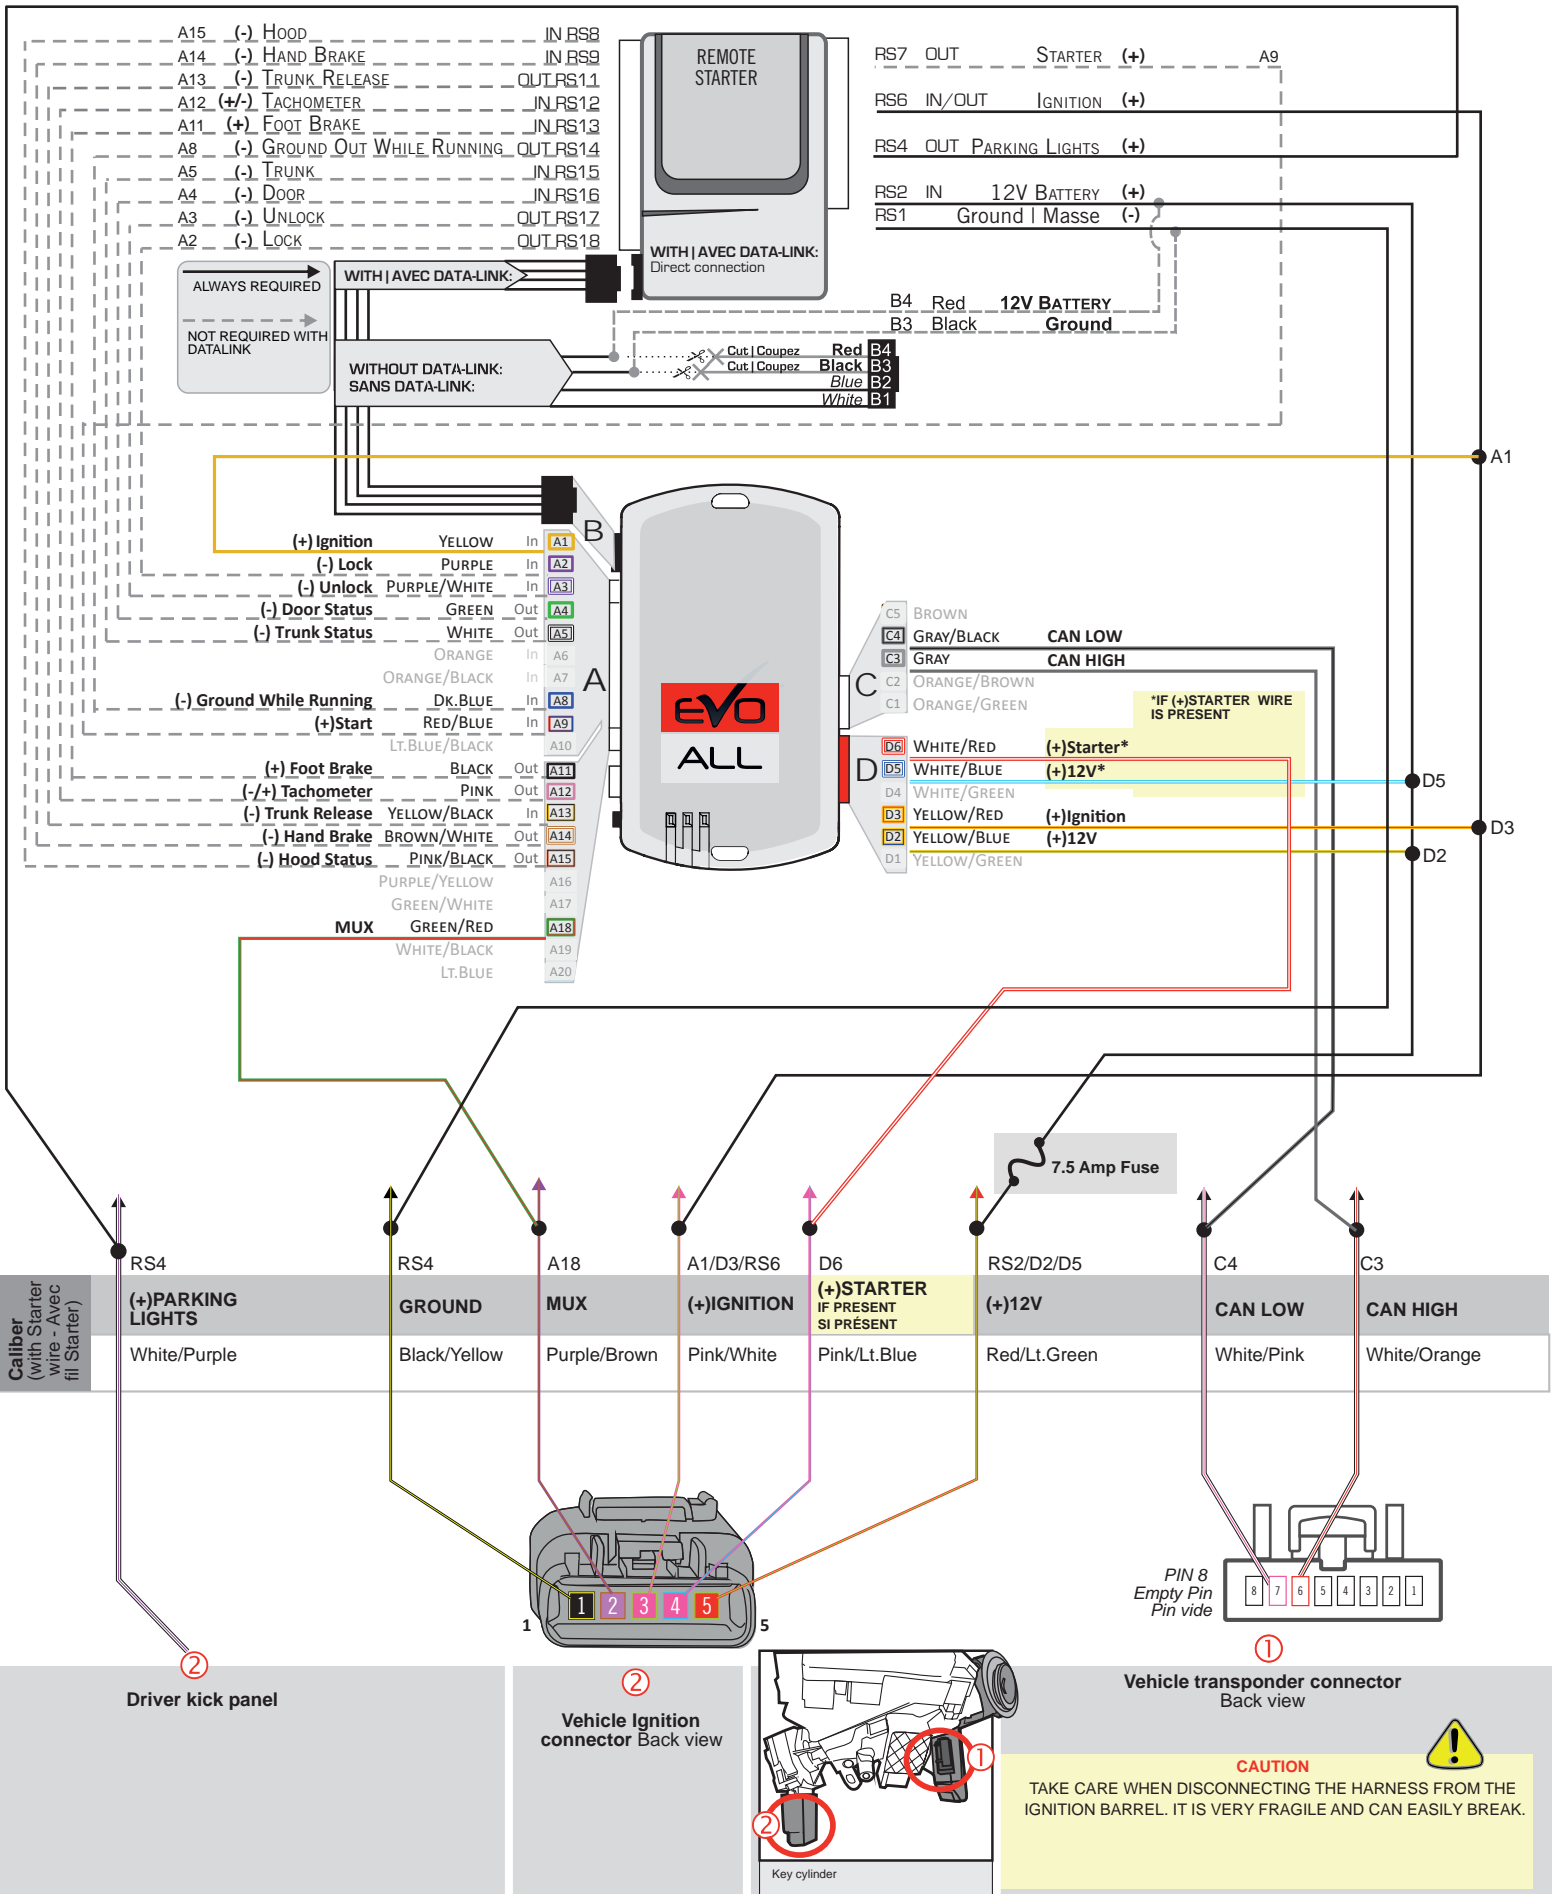 A15 (-) HOOD IN RS8
A14 (-) HAND BRAKE IN RS9
A13 (-) TRUNK RELEASE OUT RS11
A12 (+/-) TACHOMETER IN RS12
A11 (+) FOOT BRAKE IN RS13
A8 (-) GROUND OUT WHILE RUNNING OUT RS14
A5 (-) TRUNK IN RS15
A4 (-) DOOR IN RS16
A3 (-) UNLOCK OUT RS17
A2 (-) LOCK OUT RS18
REMOTE
STARTER
WITH | AVEC DATA-LINK:
Direct connection
RS7 OUT STARTER (+) A9
RS6 IN/OUT IGNITION (+)
RS4 OUT PARKING LIGHTS (+)
RS2 IN 12V BATTERY (+)
RS1 Ground | Masse (-)
ALWAYS REQUIRED
NOT REQUIRED WITH
DATALINK
WITH | AVEC DATA-LINK:
WITHOUT DATA-LINK:
SANS DATA-LINK:
B4 Red 12V BATTERY
B3 Black Ground
Cut | Coupez Red B4
Cut | Coupez Black B3
Blue B2
White B1
A1
B
(+) Ignition YELLOW In A1
(-) Lock PURPLE In A2
(-) Unlock PURPLE/WHITE In A3
(-) Door Status GREEN Out A4
(-) Trunk Status WHITE Out A5
ORANGE In A6
ORANGE/BLACK In A7
(-) Ground While Running DK.BLUE In A8
(+)Start RED/BLUE In A9
LT.BLUE/BLACK A10
(+) Foot Brake BLACK Out A11
(-/+) Tachometer PINK Out A12
(-) Trunk Release YELLOW/BLACK In A13
(-) Hand Brake BROWN/WHITE Out A14
(-) Hood Status PINK/BLACK Out A15
PURPLE/YELLOW A16
GREEN/WHITE A17
MUX GREEN/RED A18
WHITE/BLACK A19
LT.BLUE A20
A
EVO
ALL
C
C5 BROWN
C4 GRAY/BLACK CAN LOW
C3 GRAY CAN HIGH
C2 ORANGE/BROWN
C1 ORANGE/GREEN
*IF (+)STARTER WIRE
IS PRESENT
D
D6 WHITE/RED (+)Starter*
D5 WHITE/BLUE (+)12V*
D4 WHITE/GREEN
D3 YELLOW/RED (+)Ignition
D2 YELLOW/BLUE (+)12V
D1 YELLOW/GREEN
D5
D3
D2
7.5 Amp Fuse
RS4 RS4 A18 A1/D3/RS6 D6 RS2/D2/D5 C4 C3
Caliber
(with Starter
wire - Avec
fil Starter)
(+)PARKING
LIGHTS
GROUND
MUX
(+)IGNITION
(+)STARTER
IF PRESENT
SI PRÉSENT
(+)12V
CAN LOW
CAN HIGH
White/Purple Black/Yellow Purple/Brown Pink/White Pink/Lt.Blue Red/Lt.Green White/Pink White/Orange
1 2 3 4 5
1 5
PIN 8
Empty Pin
Pin vide
8 7 6 5 4 3 2 1
2
Driver kick panel
2
Vehicle Ignition
connector Back view
1
2
Key cylinder
1
Vehicle transponder connector
Back view
!
CAUTION
TAKE CARE WHEN DISCONNECTING THE HARNESS FROM THE
IGNITION BARREL. IT IS VERY FRAGILE AND CAN EASILY BREAK.